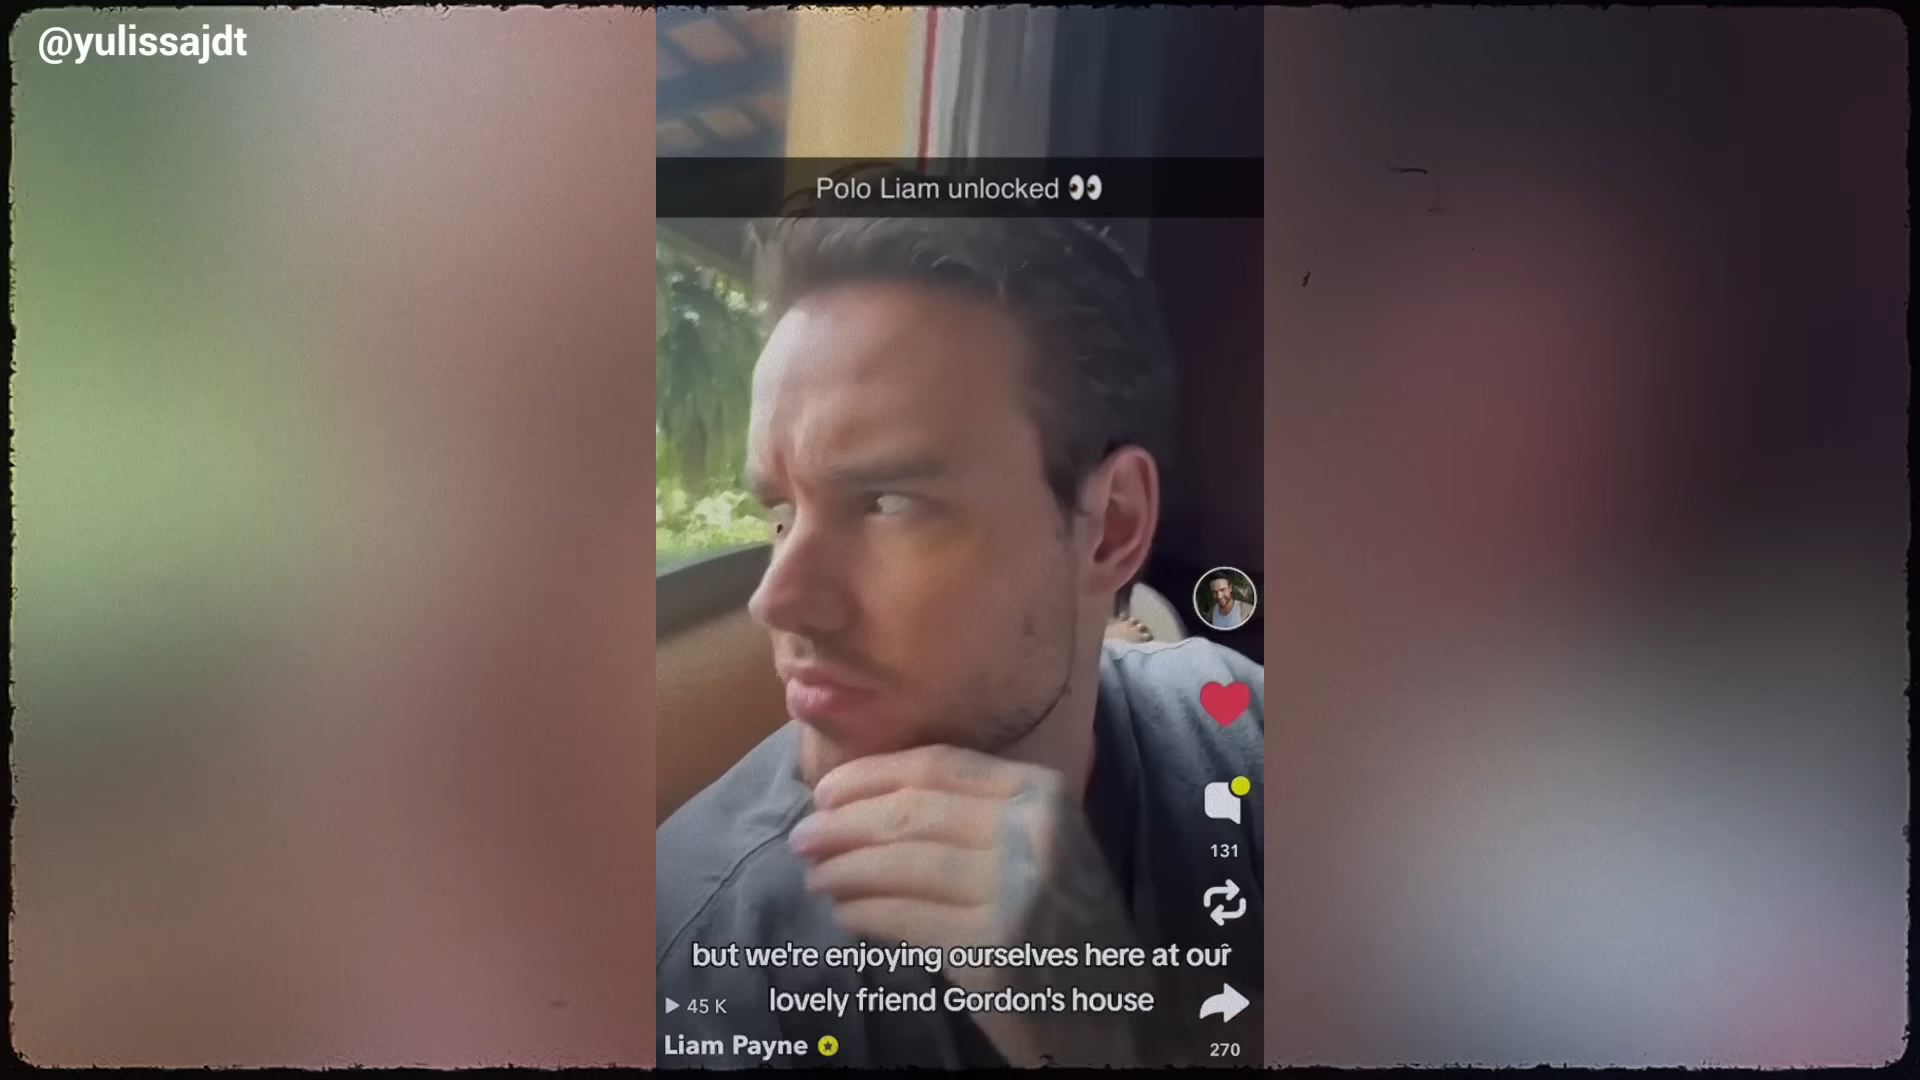 @yulissajdt
Polo Liam unlocked 👀
131
but we're enjoying ourselves here at our
lovely friend Gordon's house
45 K
Liam Payne
270